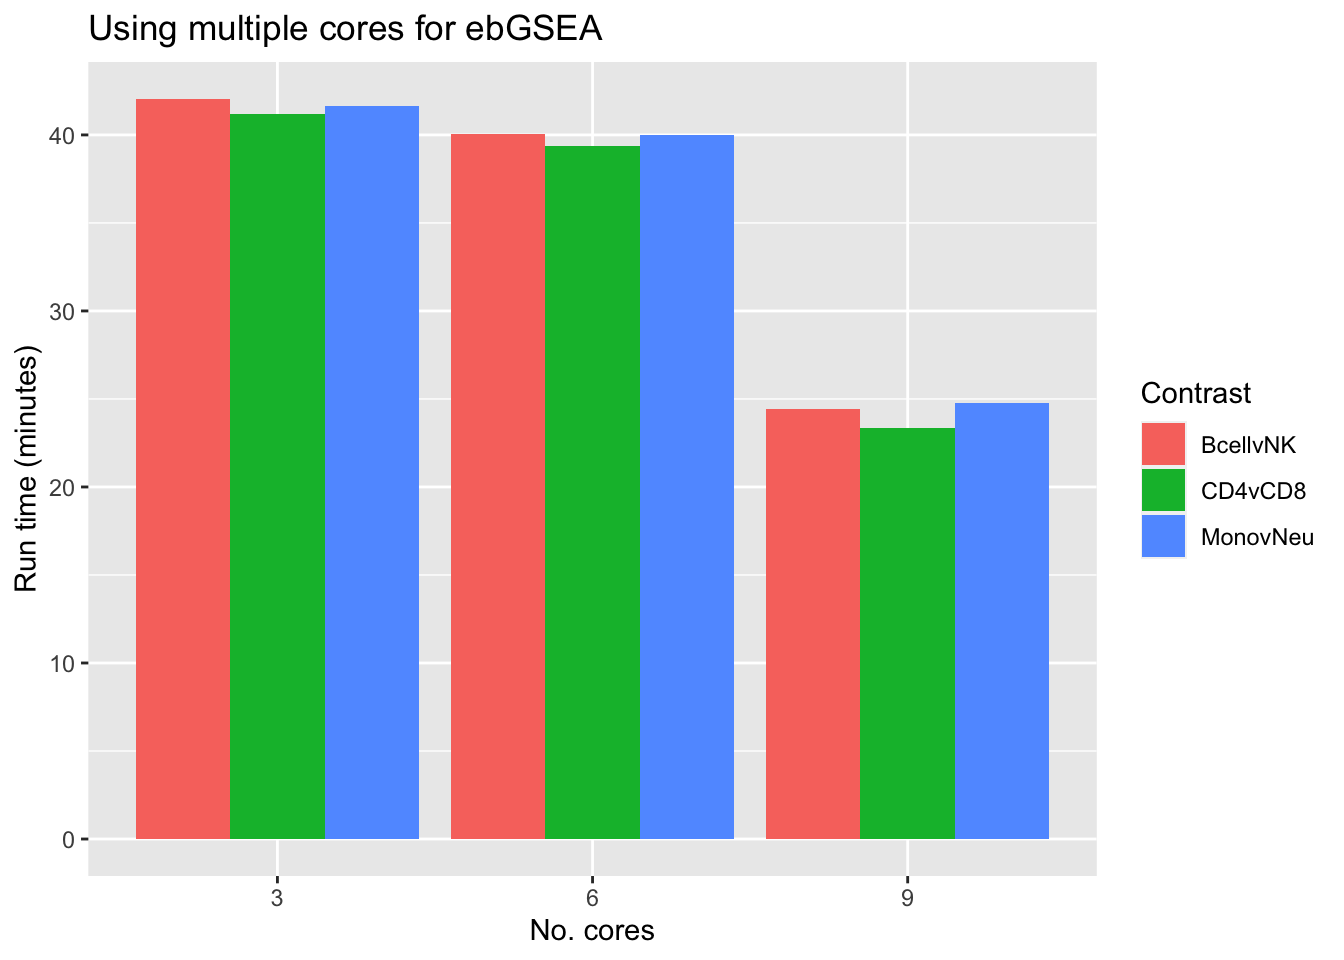 Using multiple cores for ebGSEA
Run time (minutes)
40
30
20
10
0
3 6 9
No. cores
Contrast
BcellvNK
CD4vCD8
MonovNeu